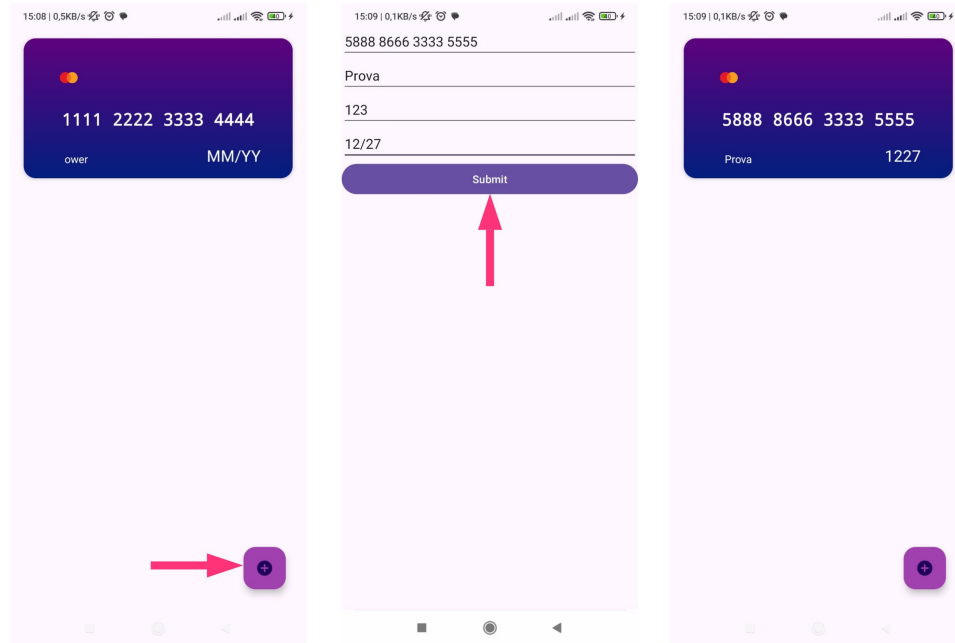 15:08 | 0,5KB/s
1111 2222 3333 4444
ower
MM/YY
15:09 | 0,1KB/s
5888 8666 3333 5555
Prova
123
12/27
Submit
15:09 | 0,1KB/s
5888 8666 3333 5555
Prova
1227